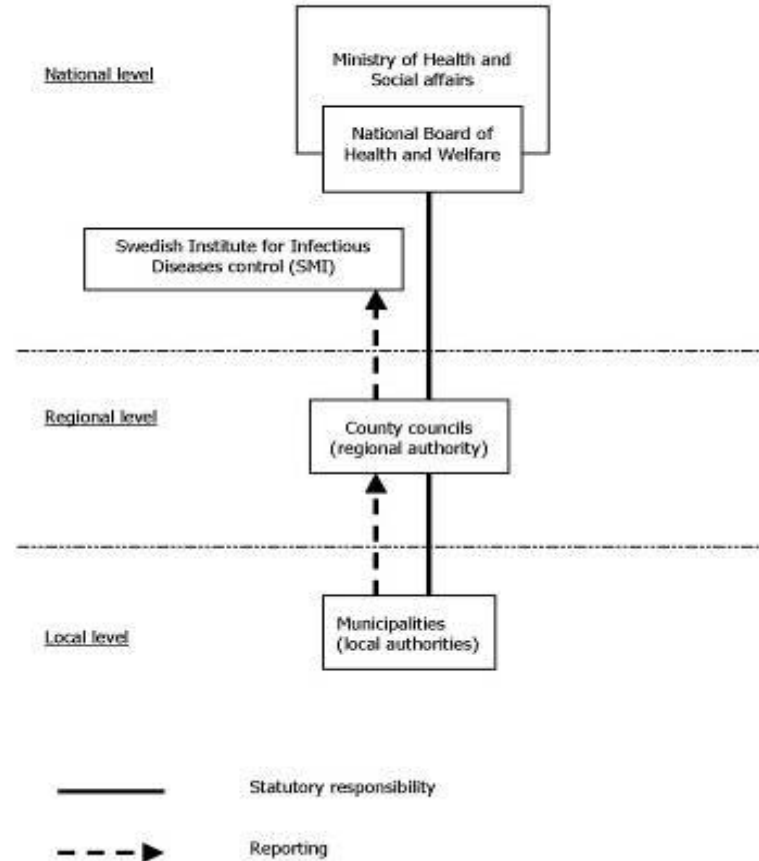 National level
Ministry of Health and
Social affairs
National Board of
Health and Welfare
Swedish Institute for Infectious
Diseases control (SMI)
Regional level
County councils
(regional authority)
Local level
Municipalities
(local authorities)
Statutory responsibility
Reporting